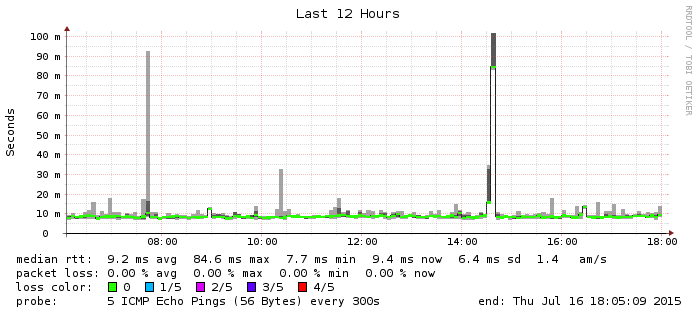 Last 12 Hours
RRDTOOL / TOBI OETIKER
Seconds
100 m
90 m
80 m
70 m
60 m
50 m
40 m
30 m
20 m
10 m
0
08:00 10:00 12:00 14:00 16:00 18:00
median rtt: 9.2 ms avg 84.6 ms max 7.7 ms min 9.4 ms now 6.4 ms sd 1.4 am/s
packet loss: 0.00 % avg 0.00 % max 0.00 % min 0.00 % now
loss color: 0 1/5 2/5 3/5 4/5
probe: 5 ICMP Echo Pings (56 Bytes) every 300s end: Thu Jul 16 18:05:09 2015